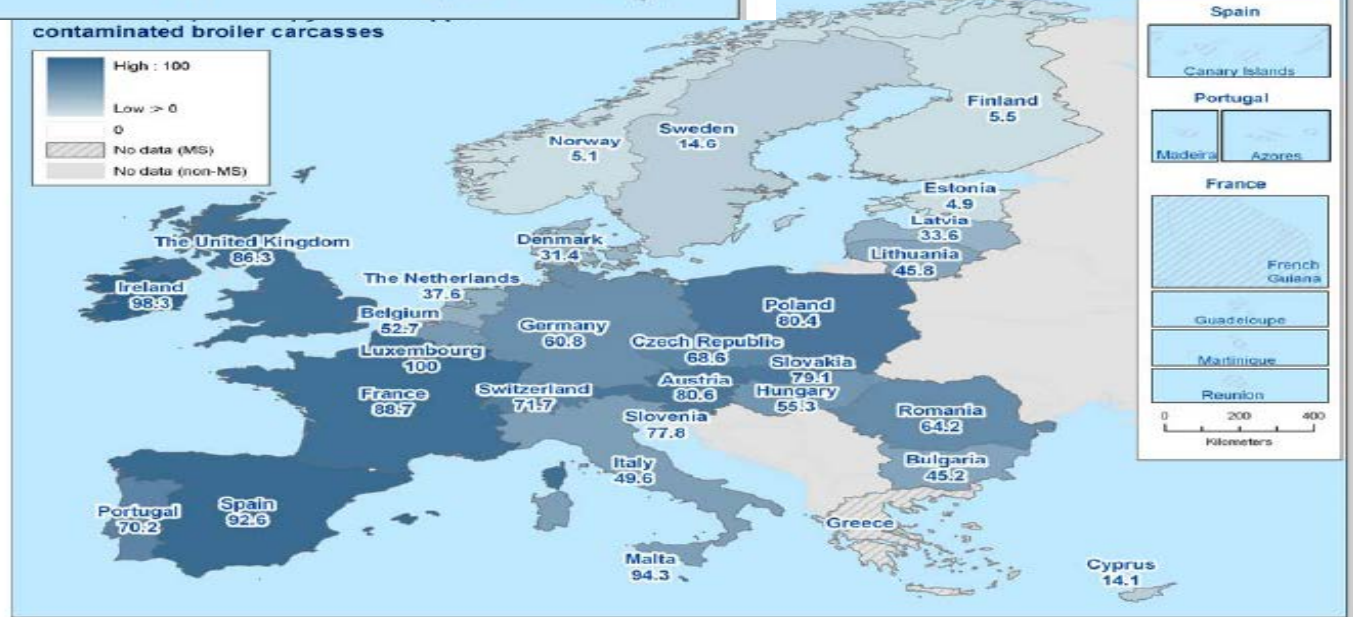 contaminated broiler carcasses
High : 100
Low > 0
0
No data (MS)
No data (non-MS)
Finland
5.5
Sweden
14.6
Norway
5.1
Estonia
4.9
Latvia
33.6
Lithuania
45.8
Denmark
31.4
The United Kingdom
86.3
Ireland
98.3
The Netherlands
37.6
Belgium
52.7
Luxembourg
100
Germany
60.8
Poland
80.4
Czech Republic
68.6
Slovakia
79.1
Austria
80.6
Hungary
55.3
France
88.7
Switzerland
71.7
Slovenia
77.8
Romania
64.2
Italy
49.6
Bulgaria
45.2
Portugal
70.2
Spain
92.6
Greece
Malta
94.3
Cyprus
14.1
Spain
Canary Islands
Portugal
Madeira
Azores
France
French
Guiana
Guadeloupe
Martinique
Reunion
0 200 400
Kilometers